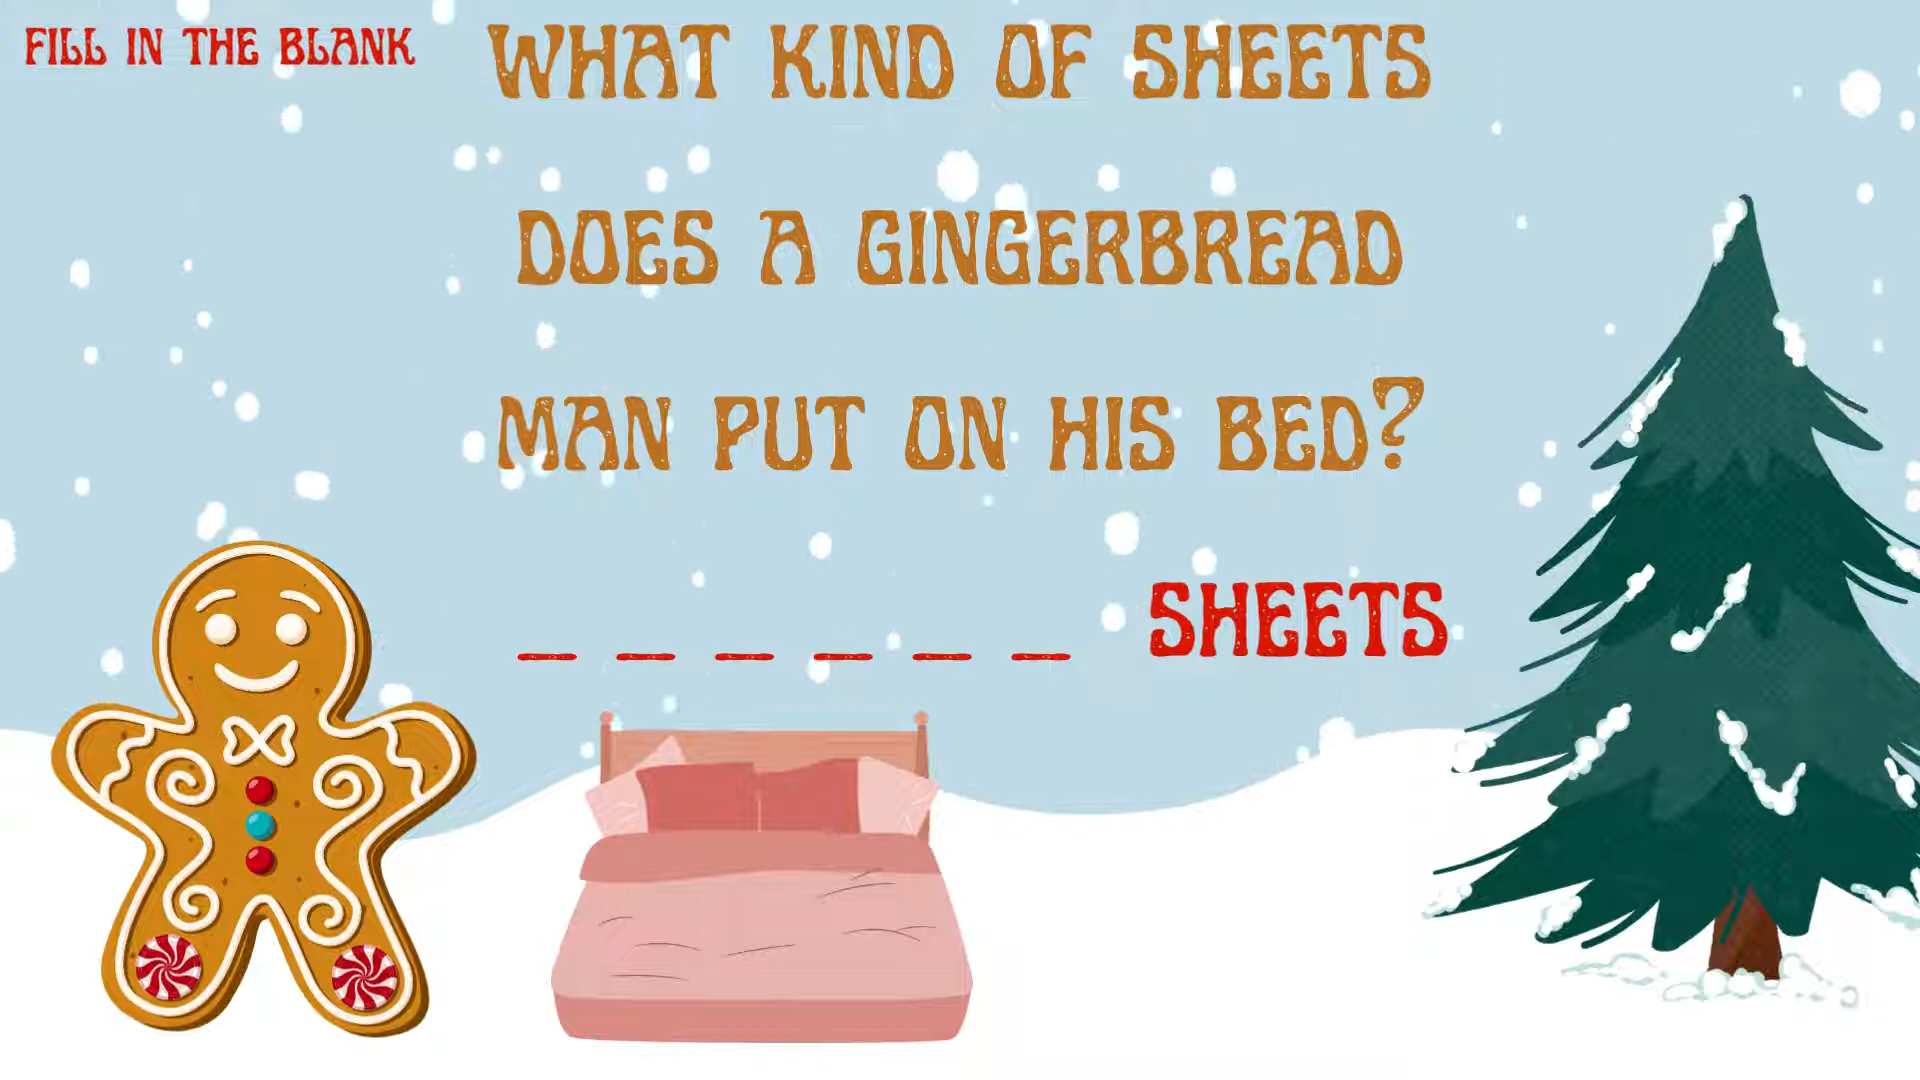 FILL IN THE BLANK
WHAT KIND OF SHEETS
DOES A GINGERBREAD
MAN PUT ON HIS BED?
_ _ _ _ _ _ SHEETS